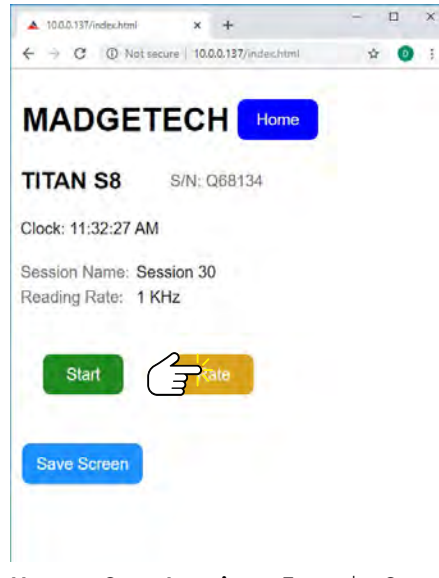 10.0.0.137/index.html
Not secure | 10.0.0.137/index.html
MADGETECH Home
TITAN S8 S/N: Q68134
Clock: 11:32:27 AM
Session Name: Session 30
Reading Rate: 1 KHz
Start
Save Screen